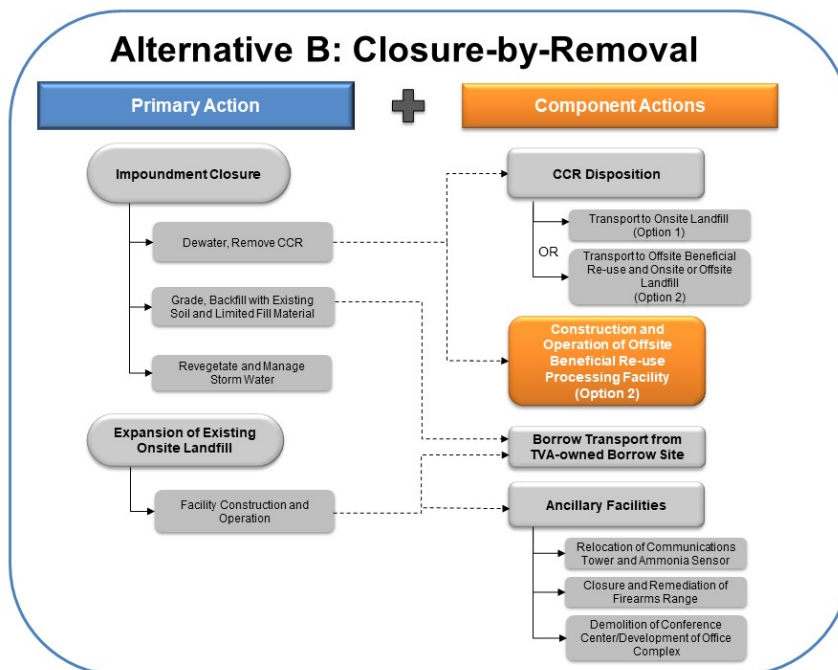 Alternative B: Closure-by-Removal
Primary Action
Component Actions
Impoundment Closure
Dewater, Remove CCR
Grade, Backfill with Existing
Soil and Limited Fill Material
Revegetate and Manage
Storm Water
Expansion of Existing
Onsite Landfill
Facility Construction and
Operation
CCR Disposition
Transport to Onsite Landfill
(Option 1)
OR
Transport to Offsite Beneficial
Re-use and Onsite or Offsite
Landfill
(Option 2)
Construction and
Operation of Offsite
Beneficial Re-use
Processing Facility
(Option 2)
Borrow Transport from
TVA-owned Borrow Site
Ancillary Facilities
Relocation of Communications
Tower and Ammonia Sensor
Closure and Remediation of
Firearms Range
Demolition of Conference
Center/Development of Office
Complex